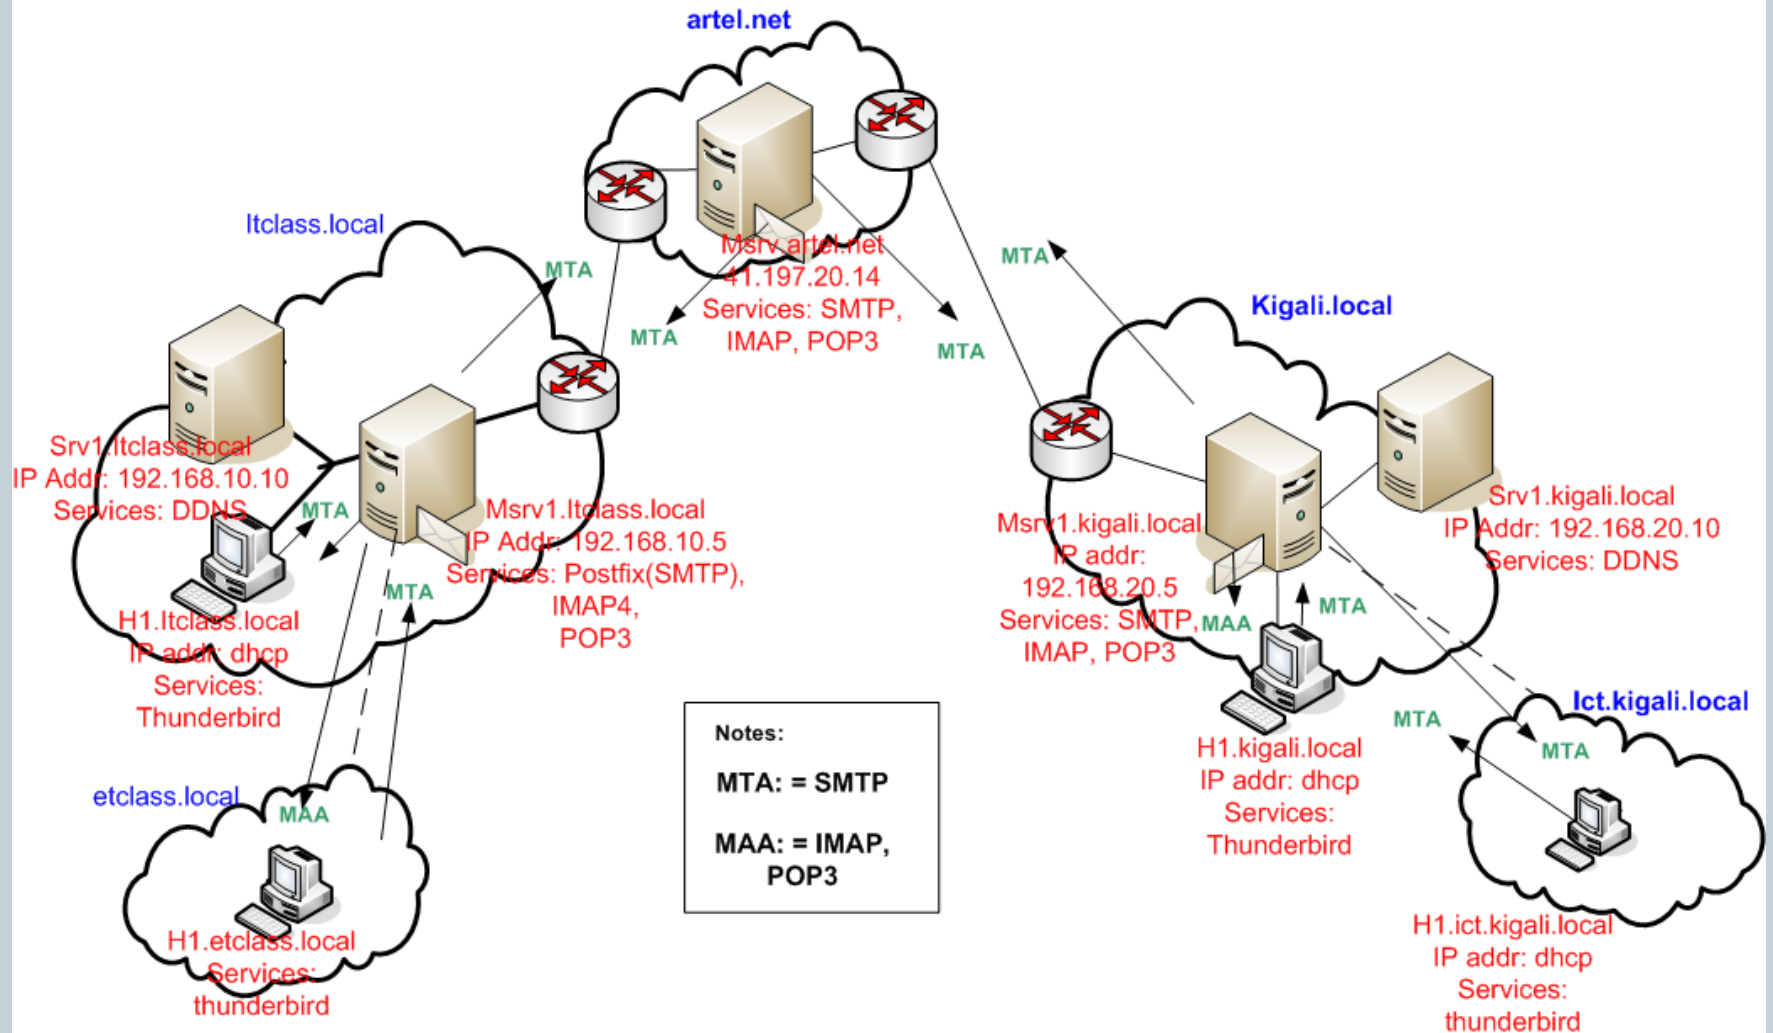 artel.net
Msrv.artel.net
41.197.20.14
Services: SMTP,
IMAP, POP3
MTA
MTA
Itclass.local
MTA
Srv1.Itclass.local
IP Addr: 192.168.10.10
Services: DDNS
MTA
Msrv1.Itclass.local
IP Addr: 192.168.10.5
Services: Postfix(SMTP),
IMAP4,
POP3
MTA
H1.Itclass.local
IP addr: dhcp
Services:
Thunderbird
etclass.local
MAA
H1.etclass.local
Services:
thunderbird
Notes:
MTA: = SMTP
MAA: = IMAP,
POP3
MTA
Kigali.local
Msrv1.kigali.local
IP addr:
192.168.20.5
Services: SMTP,
IMAP, POP3
Srv1.kigali.local
IP Addr: 192.168.20.10
Services: DDNS
MAA
MTA
H1.kigali.local
IP addr: dhcp
Services:
Thunderbird
Ict.kigali.local
MTA
MTA
H1.ict.kigali.local
IP addr: dhcp
Services:
thunderbird